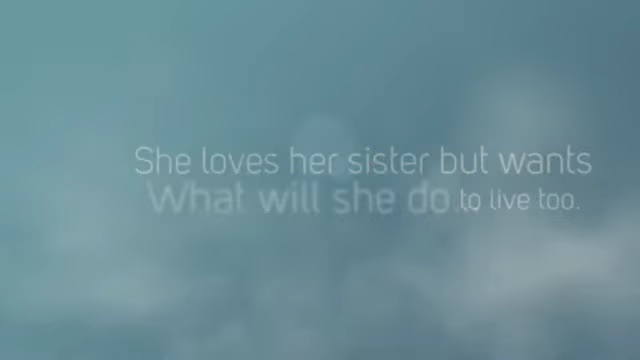 She loves her sister but wants
to live too.
What will she do...